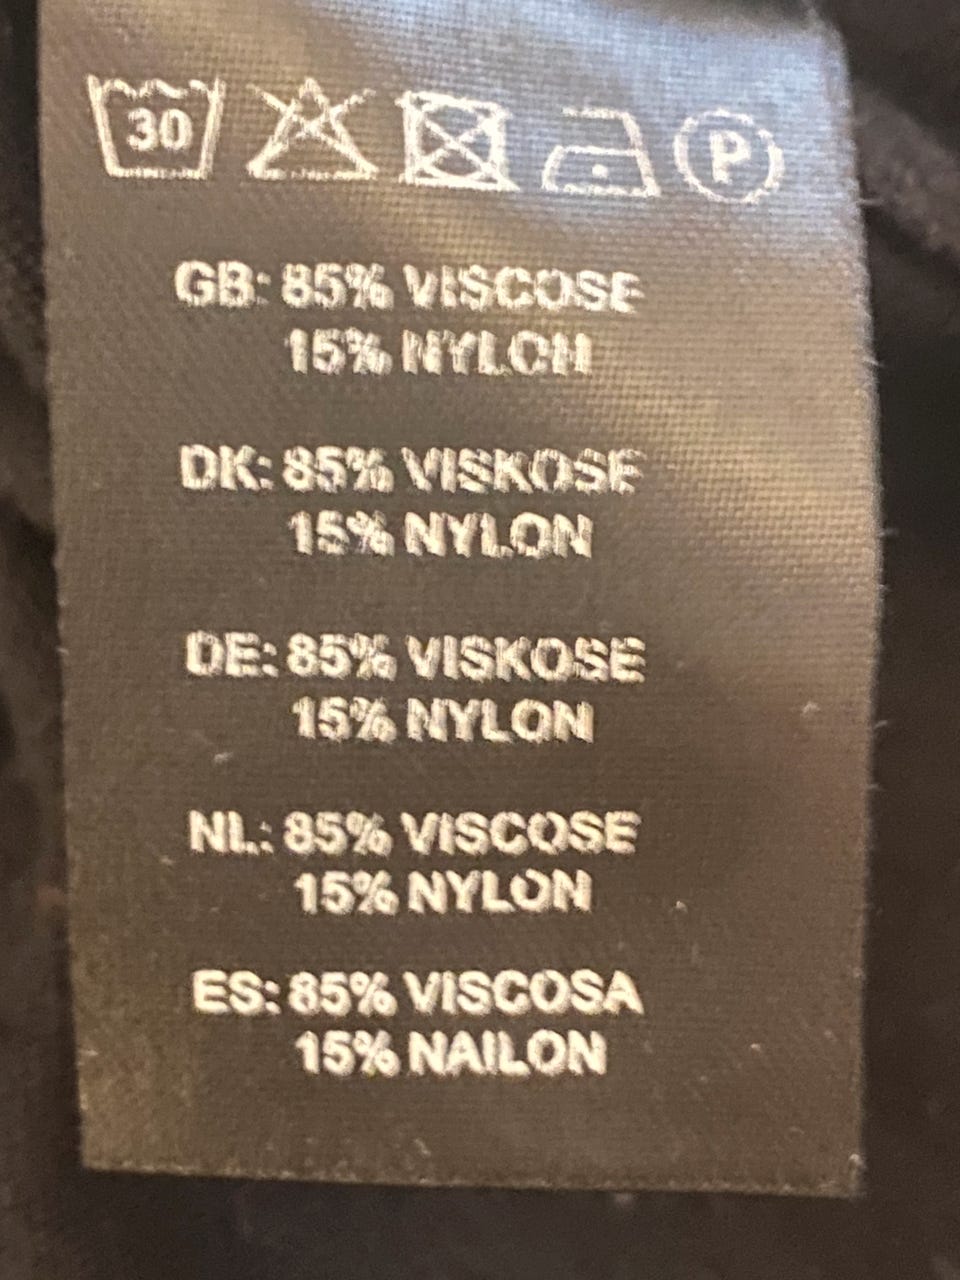 30 P
GB: 85% VISCOSE
15% NYLON
DK: 85% VISKOSE
15% NYLON
DE: 85% VISKOSE
15% NYLON
NL: 85% VISCOSE
15% NYLON
ES: 85% VISCOSA
15% NAILON